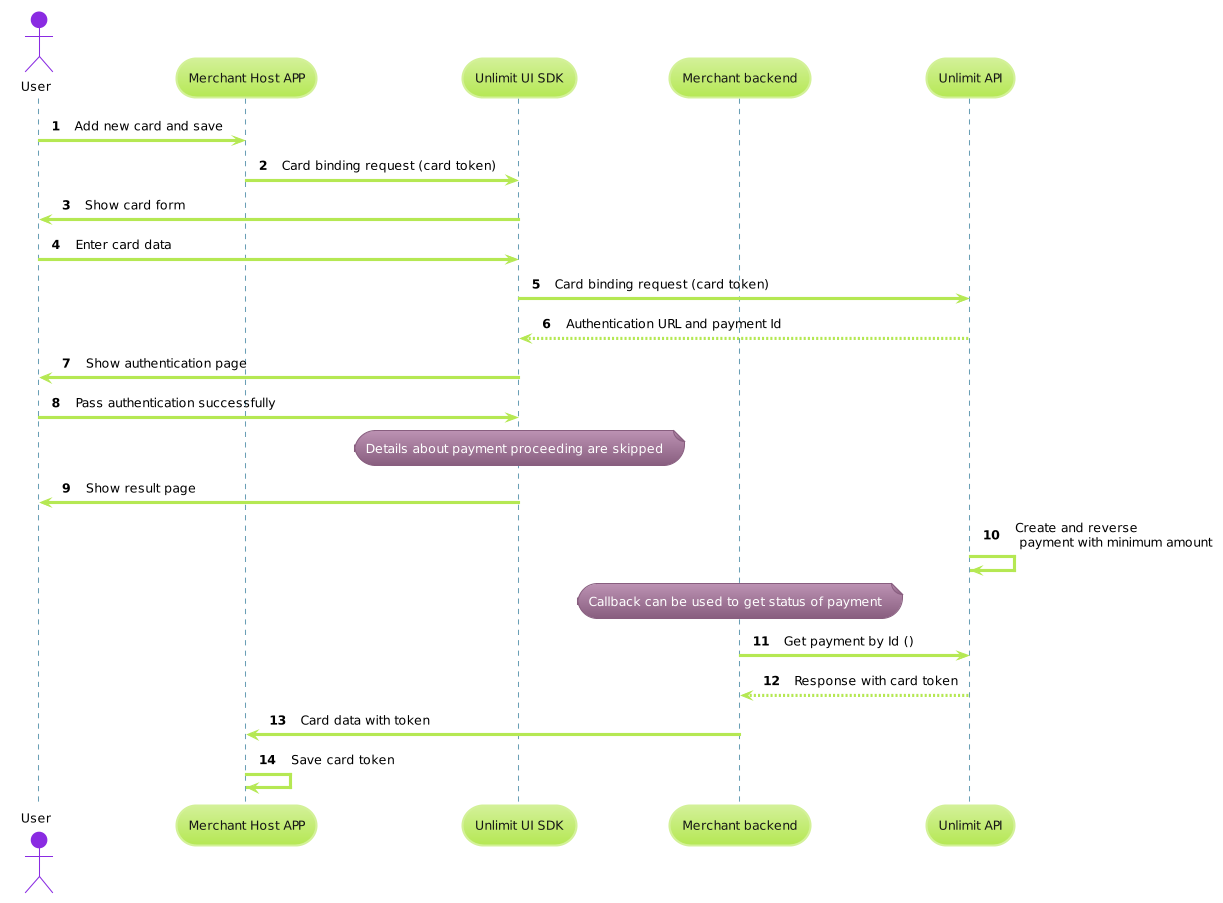 User
Merchant Host APP
Unlimit UI SDK
Merchant backend
Unlimit API
1 Add new card and save
2 Card binding request (card token)
3 Show card form
4 Enter card data
5 Card binding request (card token)
6 Authentication URL and payment Id
7 Show authentication page
8 Pass authentication successfully
Details about payment proceeding are skipped
9 Show result page
10 Create and reverse
payment with minimum amount
Callback can be used to get status of payment
11 Get payment by Id ()
12 Response with card token
13 Card data with token
14 Save card token
User
Merchant Host APP
Unlimit UI SDK
Merchant backend
Unlimit API